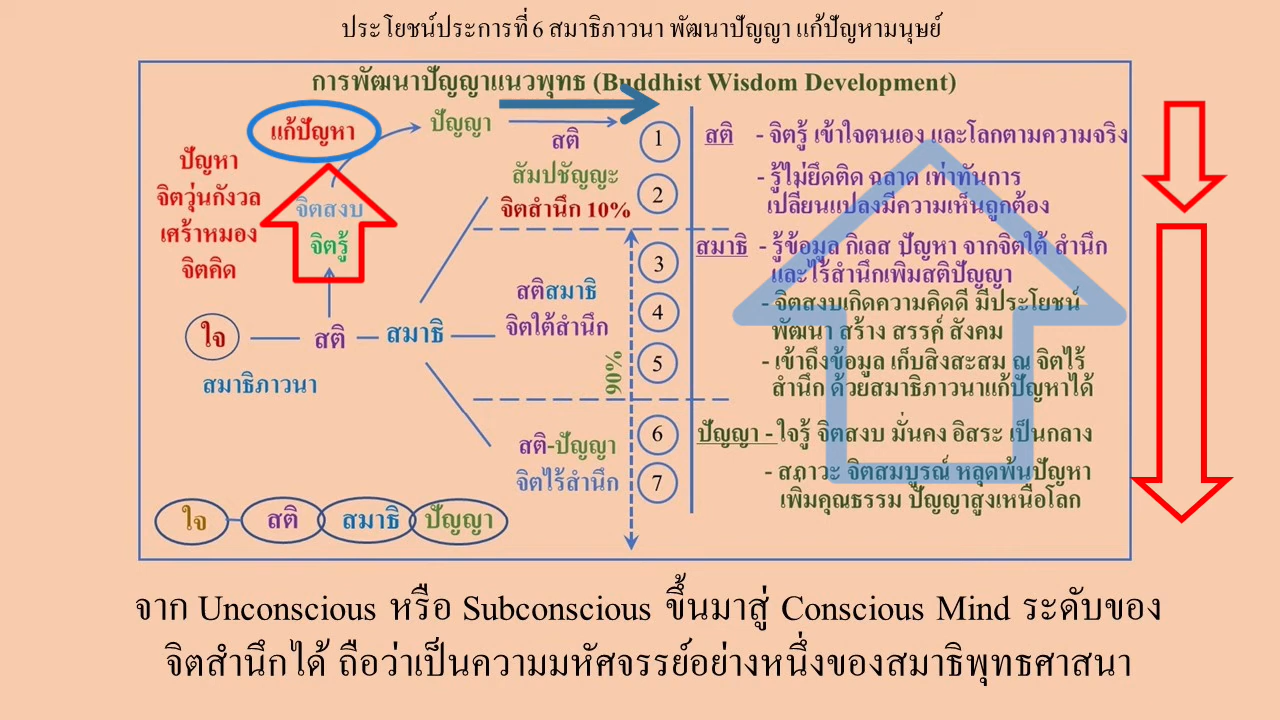 ประโยชน์ประการที่ 6 สมาธิภาวนา พัฒนาปัญญา แก้ปัญหามนุษย์
การพัฒนาปัญญาแนวพุทธ (Buddhist Wisdom Development)
แก้ปัญหา
ปัญญา
ปัญหา
จิตวุ่นกังวล
เศร้าหมอง
จิตคิด
จิตสงบ
จิตรู้
ใจ
สติ
สมาธิ
สมาธิภาวนา
สติ
สัมปชัญญะ
จิตสำนึก 10%
สติสมาธิ
จิตใต้สำนึก
90%
สติ-ปัญญา
จิตไร้สำนึก
1
2
3
4
5
6
7
สติ - จิตรู้ เข้าใจตนเอง และโลกตามความจริง
- รู้ไม่ยึดติด ฉลาด เท่าทันการ
เปลี่ยนแปลงมีความเห็นถูกต้อง
สมาธิ - รู้ข้อมูล กิเลส ปัญหา จากจิตใต้ สำนึก
และไร้สำนึกเพิ่มสติปัญญา
- จิตสงบเกิดความคิดดี มีประโยชน์
พัฒนา สร้าง สรรค์ สังคม
- เข้าถึงข้อมูล เก็บสิ่งสะสม ณ จิตไร้
สำนึก ด้วยสมาธิภาวนาแก้ปัญหาได้
ปัญญา - ใจรู้ จิตสงบ มั่นคง อิสระ เป็นกลาง
- สภาวะ จิตสมบูรณ์ หลุดพ้นปัญหา
เพิ่มคุณธรรม ปัญญาสูงเหนือโลก
ใจ สติ สมาธิ ปัญญา
จาก Unconscious หรือ Subconscious ขึ้นมาสู่ Conscious Mind ระดับของ
จิตสำนึกได้ ถือว่าเป็นความมหัศจรรย์อย่างหนึ่งของสมาธิพุทธศาสนา